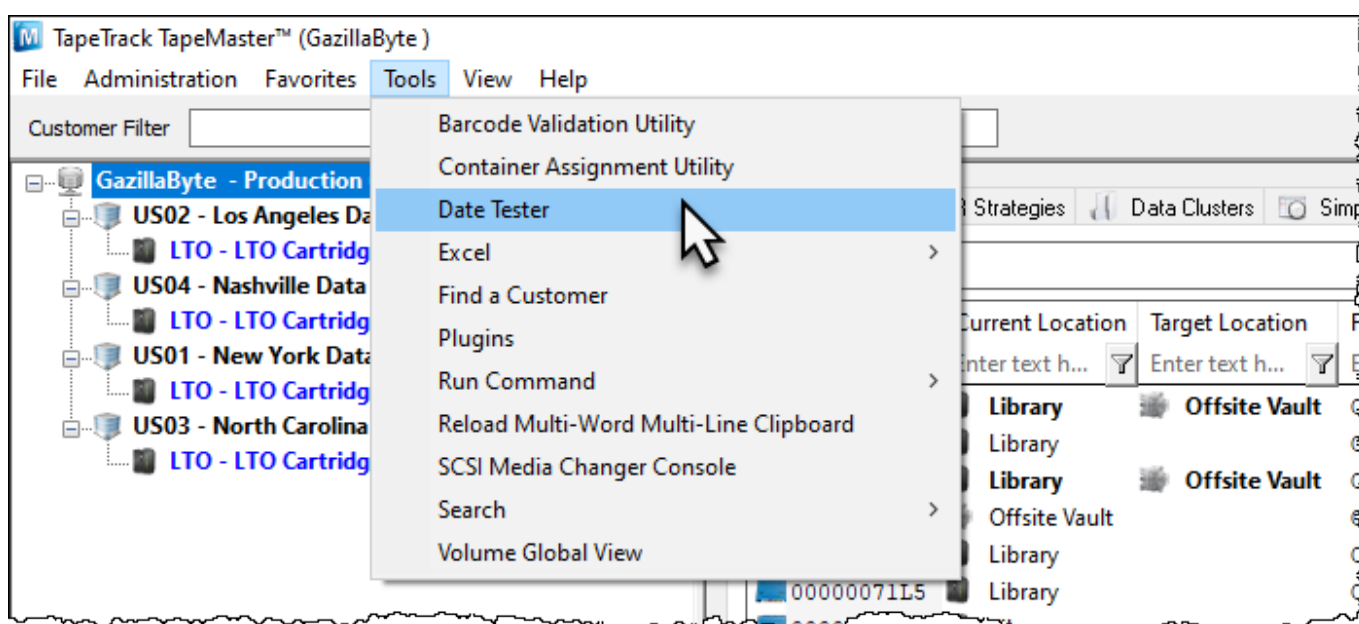 TapeTrack TapeMaster™ (GazillaByte )
File Administration Favorites Tools View Help
Customer Filter
Barcode Validation Utility
Container Assignment Utility
Date Tester
Excel
Find a Customer
Plugins
Run Command
Reload Multi-Word Multi-Line Clipboard
SCSI Media Changer Console
Search
Volume Global View
GazillaByte - Production
US02 - Los Angeles Da
LTO - LTO Cartridg
US04 - Nashville Data
LTO - LTO Cartridg
US01 - New York Data
LTO - LTO Cartridg
US03 - North Carolina
LTO - LTO Cartridg
Strategies Data Clusters Simp
Current Location Target Location
nter text h... Enter text h...
Library Offsite Vault
Library
Library Offsite Vault
Offsite Vault
Library
00000071L5 Library